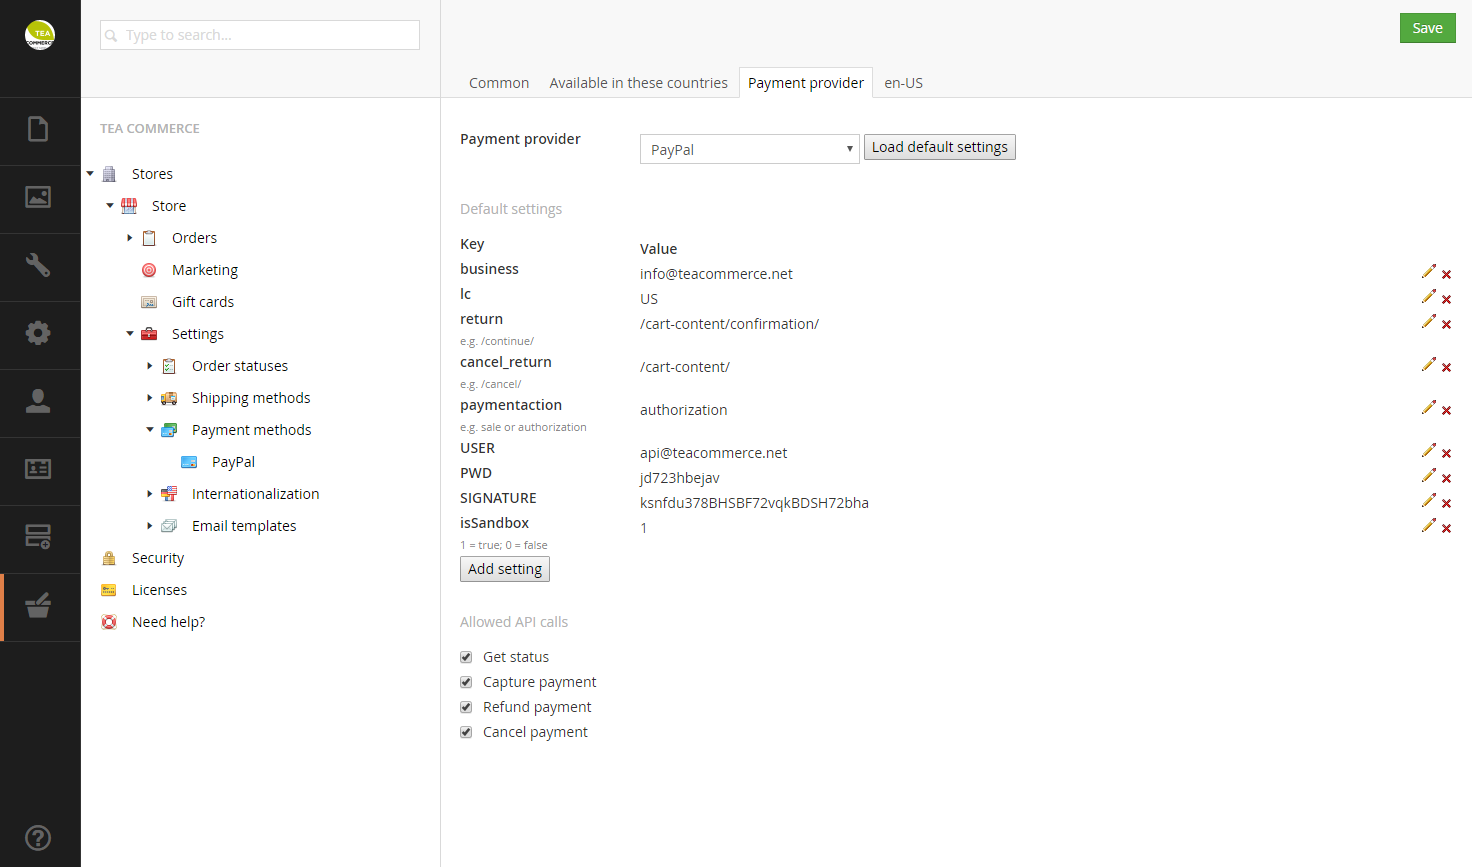 TEA
COMMERCE
Type to search...
Save
Common
Available in these countries
Payment provider
en-US
TEA COMMERCE
Stores
Store
Orders
Marketing
Gift cards
Settings
Order statuses
Shipping methods
Payment methods
PayPal
Internationalization
Email templates
Security
Licenses
Need help?
Payment provider
PayPal
Load default settings
Default settings
Key Value
business info@teacommerce.net
lc US
return /cart-content/confirmation/
e.g. /continue/
cancel_return /cart-content/
e.g. /cancel/
paymentaction authorization
e.g. sale or authorization
USER api@teacommerce.net
PWD jd723hbejav
SIGNATURE ksnfdu378BHSBF72vqkBDSH72bha
isSandbox 1
1 = true; 0 = false
Add setting
Allowed API calls
Get status
Capture payment
Refund payment
Cancel payment